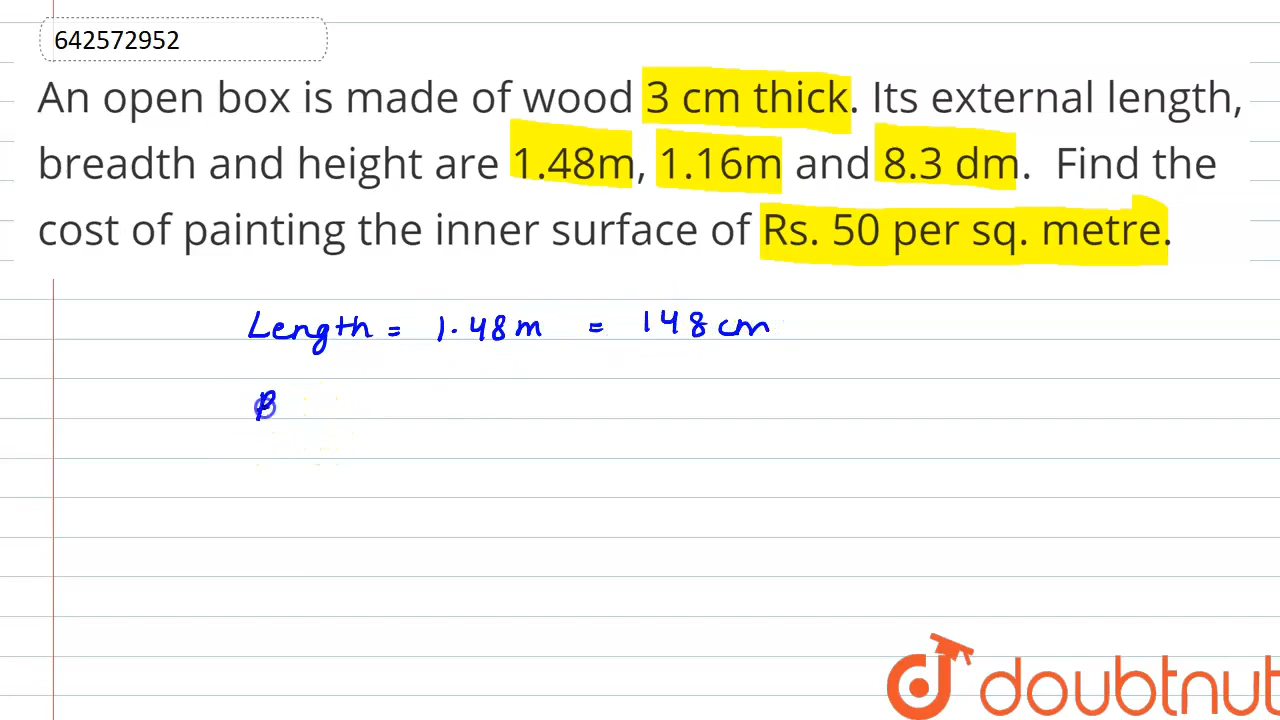 642572952
An open box is made of wood 3 cm thick. Its external length,
breadth and height are 1.48m, 1.16m and 8.3 dm. Find the
cost of painting the inner surface of Rs. 50 per sq. metre.
Length = 1.48 m = 148 cm
B
doubtnut